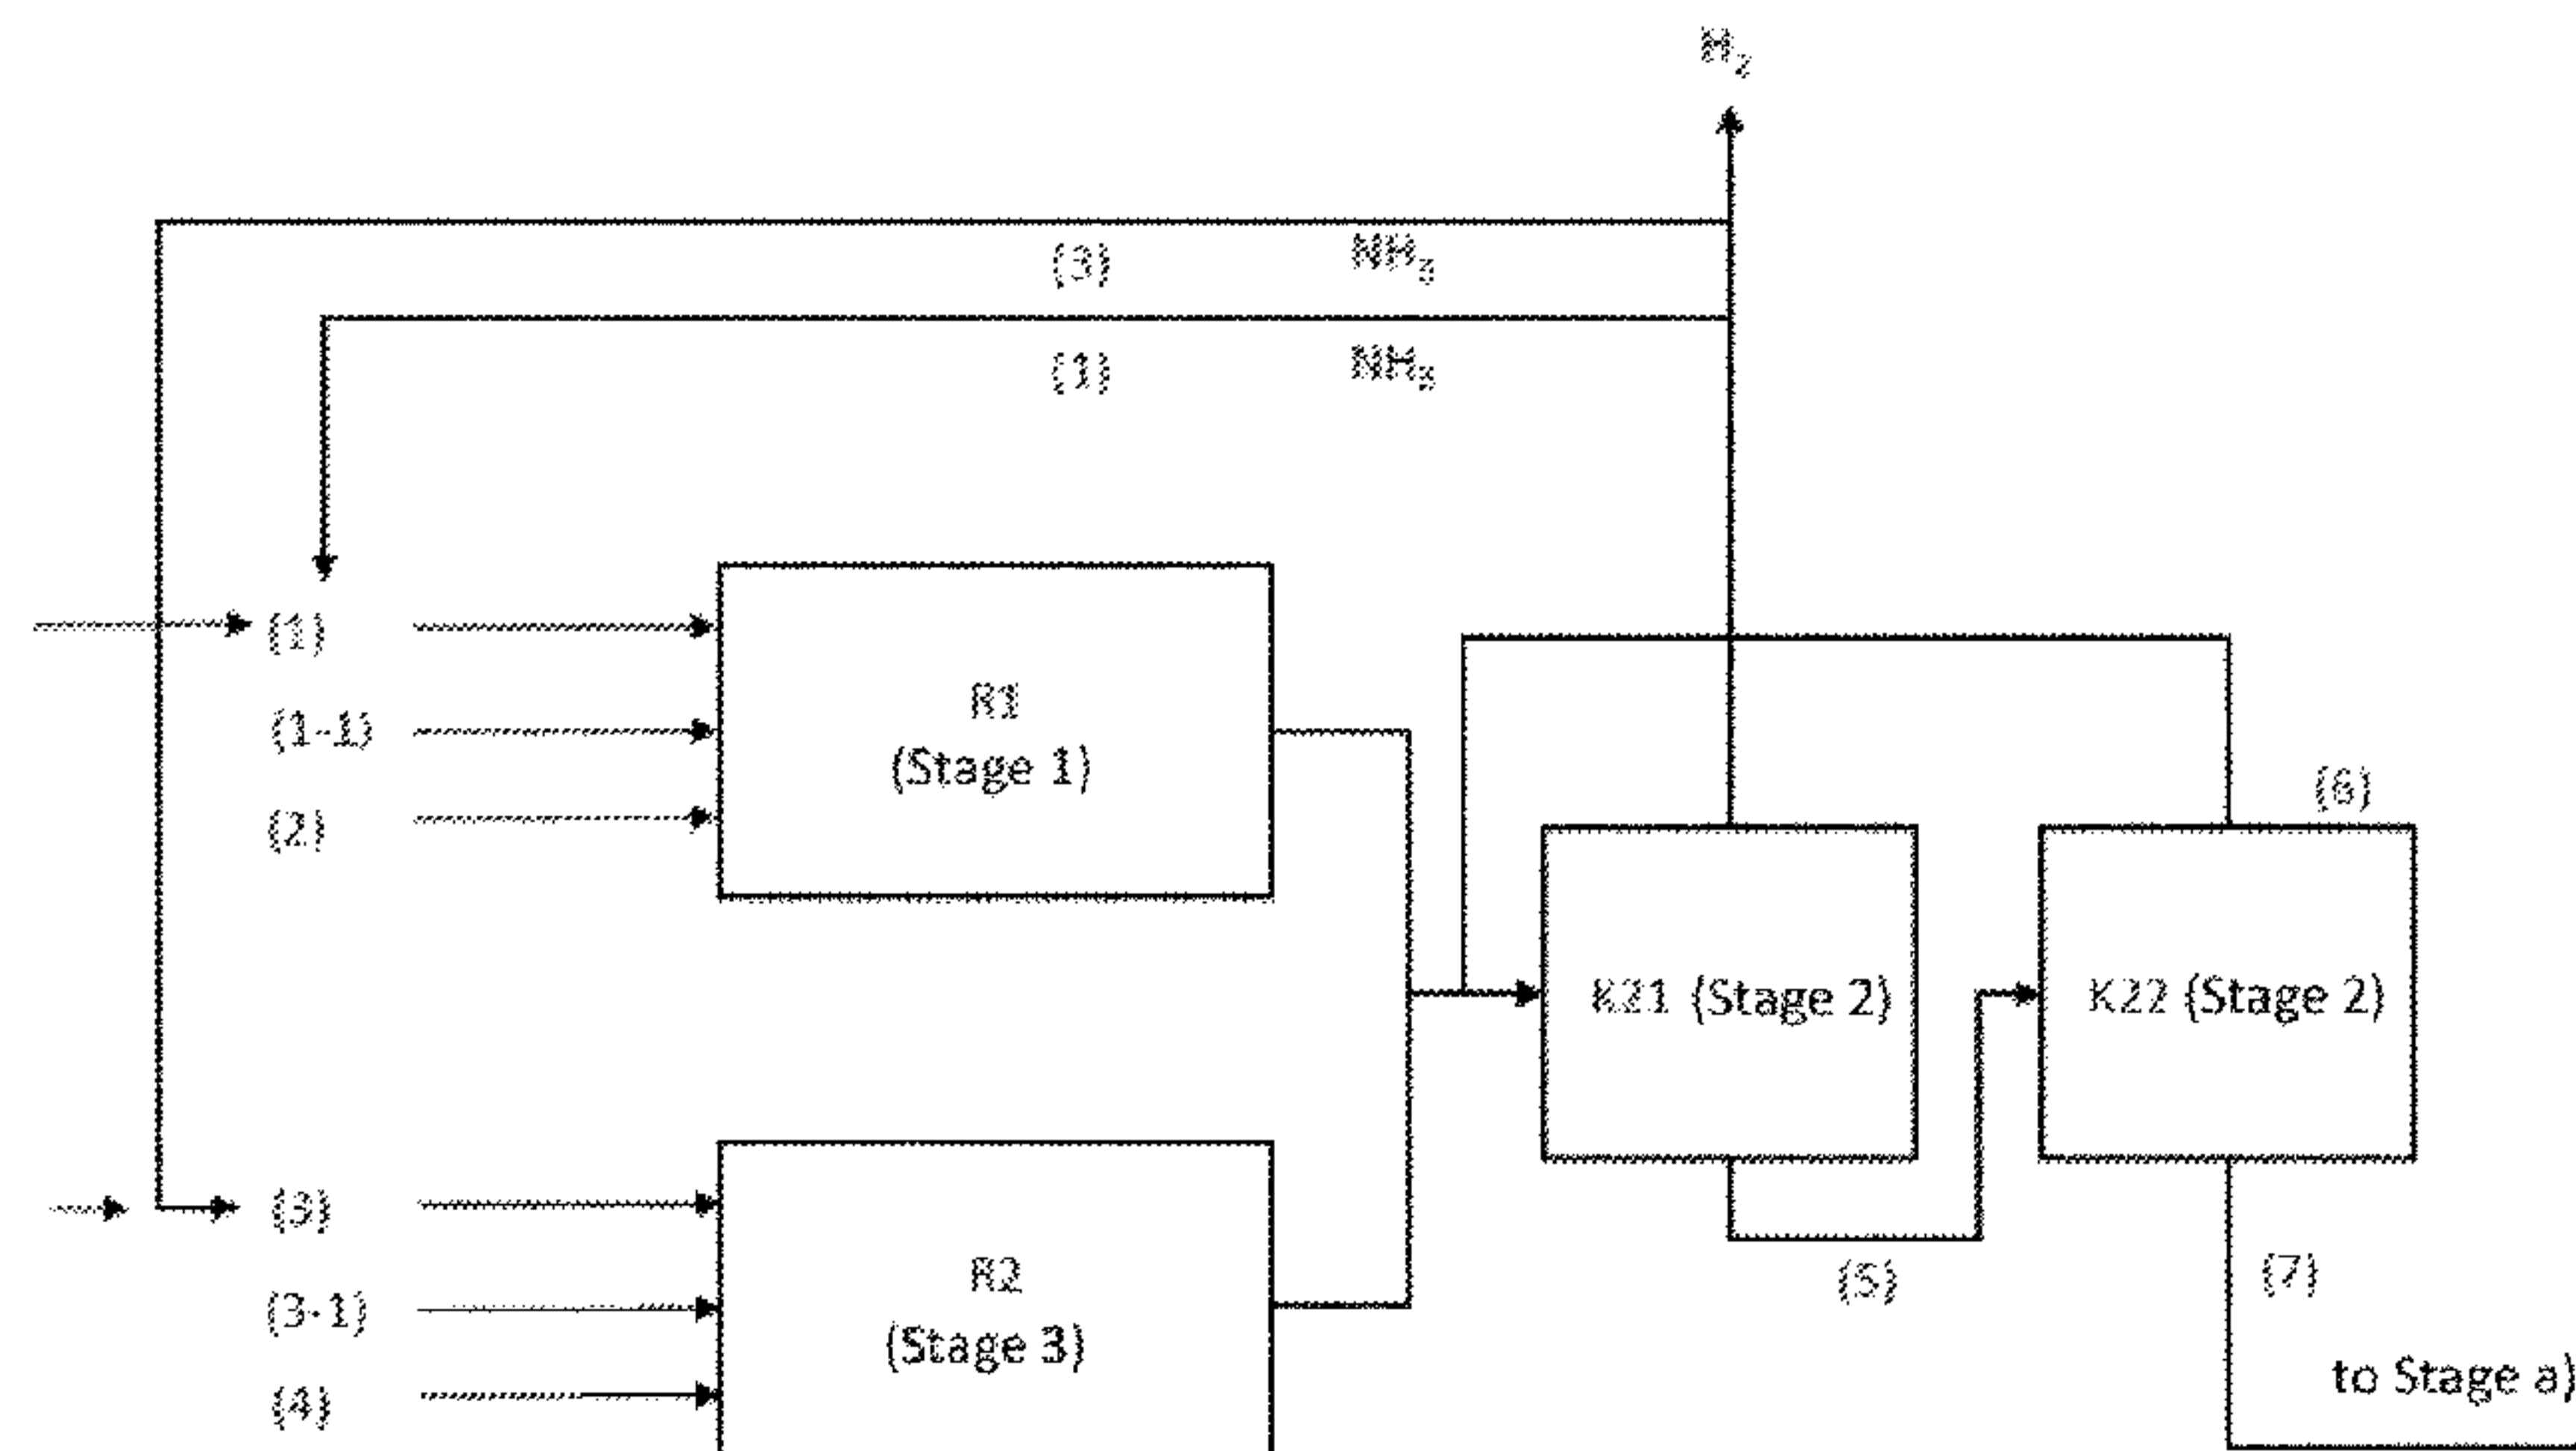 H₂
(3) NH₃
(1) NH₃
(1)
(1-1)
(2)
R1
(Stage 1)
(6)
K21 (Stage 2)
K22 (Stage 2)
(3)
(3-1)
(4)
R2
(Stage 3)
(5)
(7)
to Stage a)